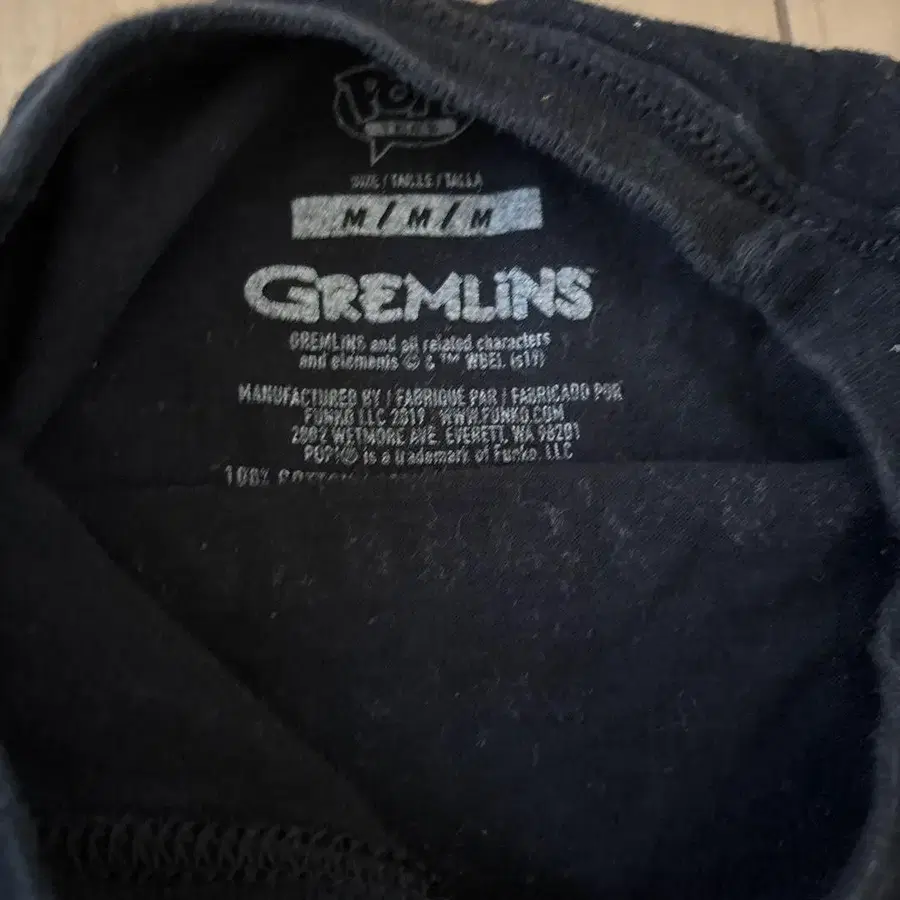 POP!
TEES
SIZE / TAILLE / TALLA
M / M / M
GREMLiNS™
GREMLINS and all related characters
and elements © & ™ WBEI. (s19)
MANUFACTURED BY / FABRIQUÉ PAR / FABRICADO POR
FUNKO LLC 2019 · WWW.FUNKO.COM
2802 WETMORE AVE. EVERETT, WA 98201
POP!® is a trademark of Funko, LLC
100% COTTON